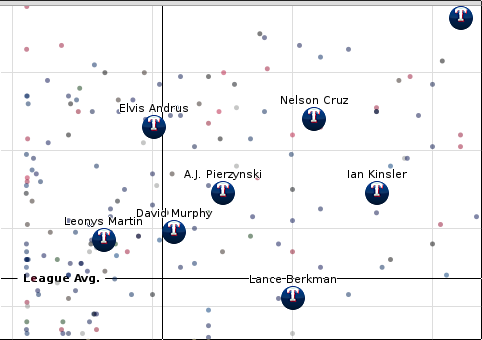 T
Nelson Cruz
Elvis Andrus
T
T
A.J. Pierzynski
Ian Kinsler
T
T
David Murphy
Leonys Martin
T
T
League Avg.
Lance Berkman
T